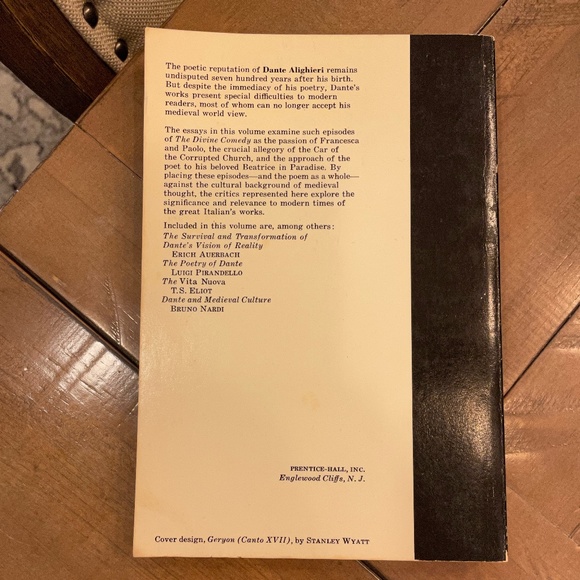 The poetic reputation of Dante Alighieri remains
undisputed seven hundred years after his birth.
But despite the immediacy of his poetry, Dante's
works present special difficulties to modern
readers, most of whom can no longer accept his
medieval world view.
The essays in this volume examine such episodes
of The Divine Comedy as the passion of Francesca
and Paolo, the crucial allegory of the Car of
the Corrupted Church, and the approach of the
poet to his beloved Beatrice in Paradise. By
placing these episodes—and the poem as a whole—
against the cultural background of medieval
thought, the critics represented here explore the
significance and relevance to modern times of
the great Italian's works.
Included in this volume are, among others:
The Survival and Transformation of
Dante's Vision of Reality
ERICH AUERBACH
The Poetry of Dante
LUIGI PIRANDELLO
The Vita Nuova
T.S. ELIOT
Dante and Medieval Culture
BRUNO NARDI
PRENTICE-HALL, INC.
Englewood Cliffs, N. J.
Cover design, Geryon (Canto XVII), by STANLEY WYATT